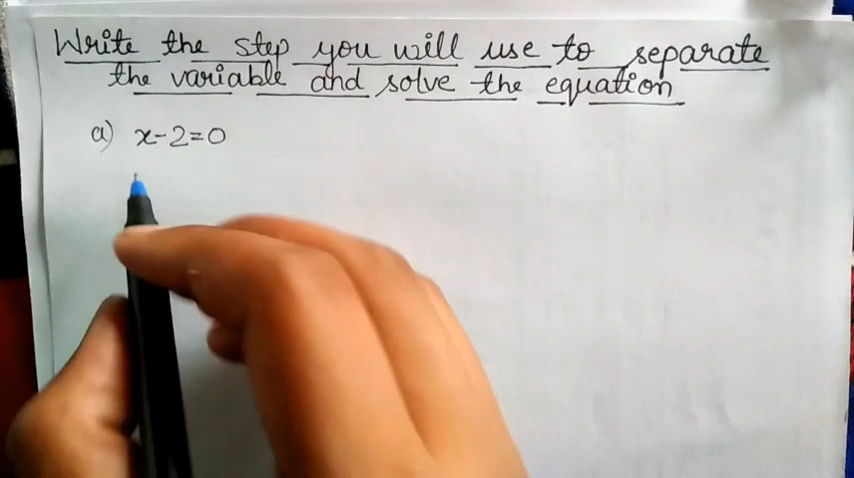 Write the step you will use to separate
the variable and solve the equation
a) x-2=0